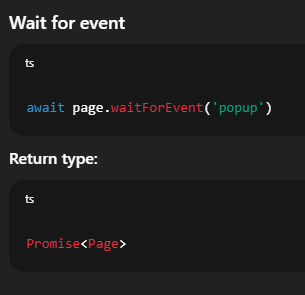 Wait for event
ts
await page.waitForEvent('popup')
Return type:
ts
Promise<Page>